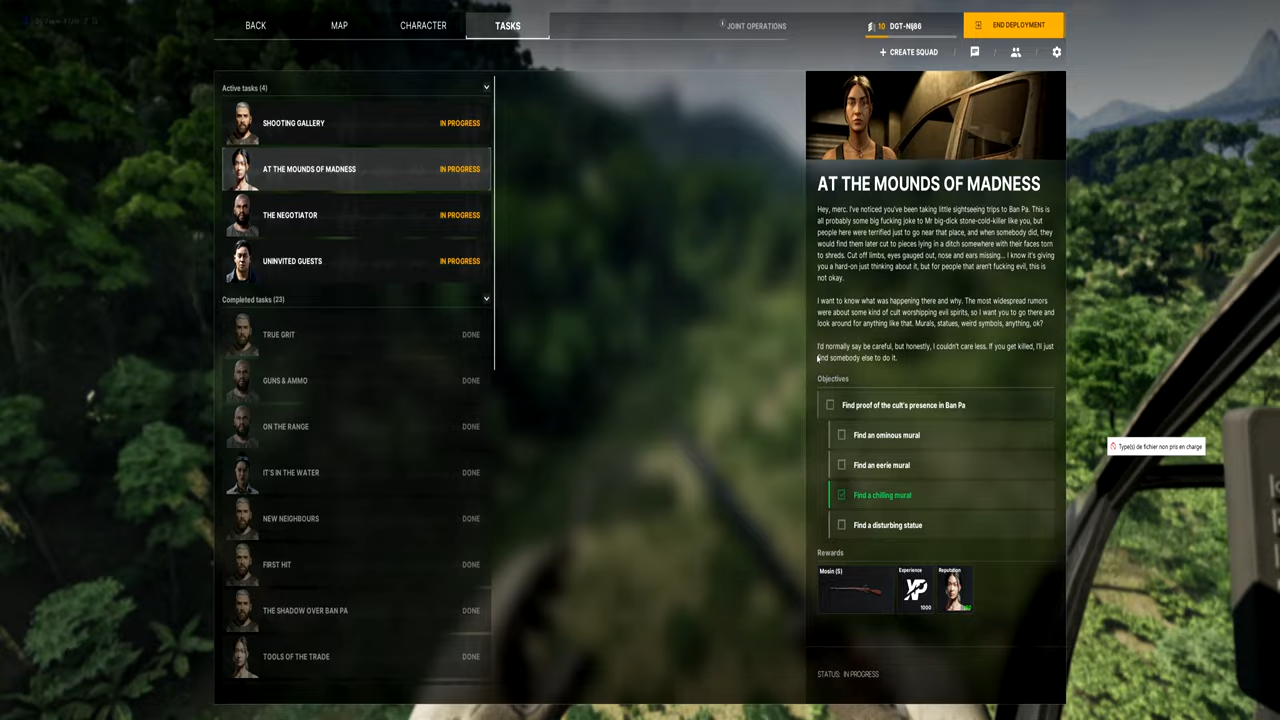 BACK
MAP
CHARACTER
TASKS
JOINT OPERATIONS
10 DGT-Nij86
END DEPLOYMENT
+ CREATE SQUAD
Active tasks (4)
SHOOTING GALLERY IN PROGRESS
AT THE MOUNDS OF MADNESS IN PROGRESS
THE NEGOTIATOR IN PROGRESS
UNINVITED GUESTS IN PROGRESS
Completed tasks (23)
TRUE GRIT DONE
GUNS & AMMO DONE
ON THE RANGE DONE
IT'S IN THE WATER DONE
NEW NEIGHBOURS DONE
FIRST HIT DONE
THE SHADOW OVER BAN PA DONE
TOOLS OF THE TRADE DONE
AT THE MOUNDS OF MADNESS
Hey, merc. I've noticed you've been taking little sightseeing trips to Ban Pa. This is
all probably some big fucking joke to Mr big-dick stone-cold-killer like you, but
people here were terrified just to go near that place, and when somebody did, they
would find them later cut to pieces lying in a ditch somewhere with their faces torn
to shreds. Cut off limbs, eyes gouged out, nose and ears missing... I know it's giving
you a hard-on just thinking about it, but for people that aren't fucking evil, this is
not okay.
I want to know what was happening there and why. The most widespread rumors
were about some kind of cult worshipping evil spirits, so I want you to go there and
look around for anything like that. Murals, statues, weird symbols, anything, ok?
I'd normally say be careful, but honestly, I couldn't care less. If you get killed, I'll just
find somebody else to do it.
Objectives
Find proof of the cult's presence in Ban Pa
Find an ominous mural
Find an eerie mural
Find a chilling mural
Find a disturbing statue
Rewards
Mosin (S)
Experience
XP
1000
Reputation
STATUS: IN PROGRESS
Type(s) de fichier non pris en charge